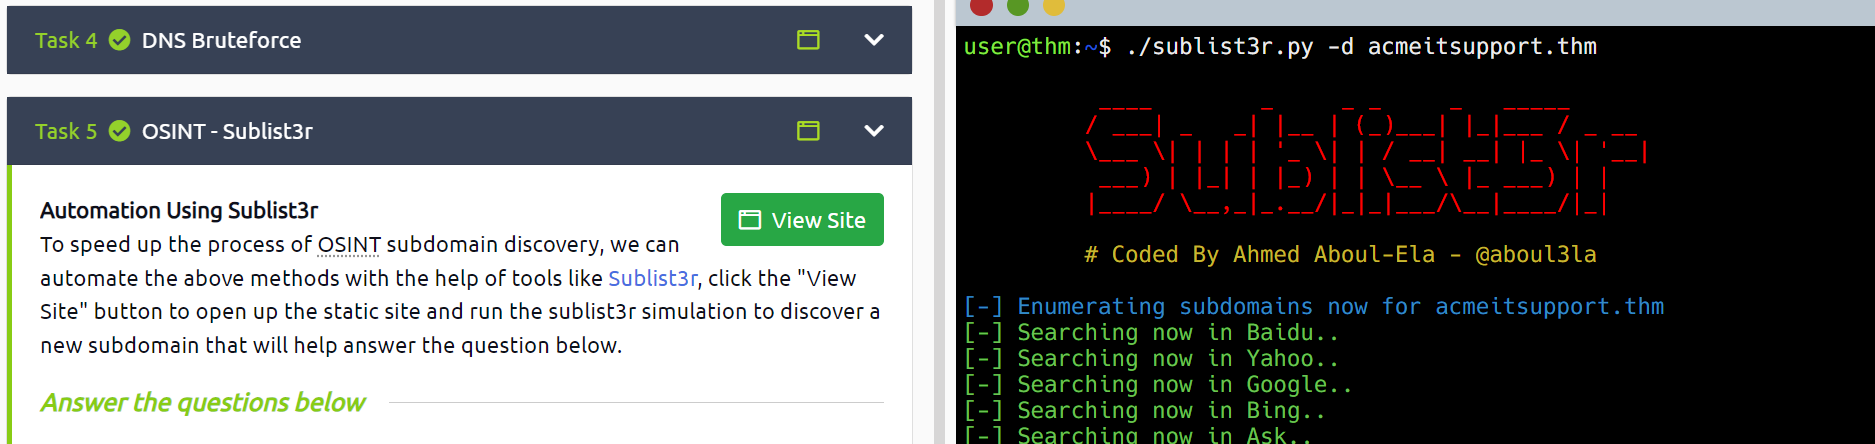 Task 4 DNS Bruteforce
Task 5 OSINT - Sublist3r
Automation Using Sublist3r
View Site
To speed up the process of OSINT subdomain discovery, we can
automate the above methods with the help of tools like Sublist3r, click the "View
Site" button to open up the static site and run the sublist3r simulation to discover a
new subdomain that will help answer the question below.
Answer the questions below
user@thm:~$ ./sublist3r.py -d acmeitsupport.thm
Sublist3r
# Coded By Ahmed Aboul-Ela - @aboul3la
[-] Enumerating subdomains now for acmeitsupport.thm
[-] Searching now in Baidu..
[-] Searching now in Yahoo..
[-] Searching now in Google..
[-] Searching now in Bing..
[-] Searching now in Ask..